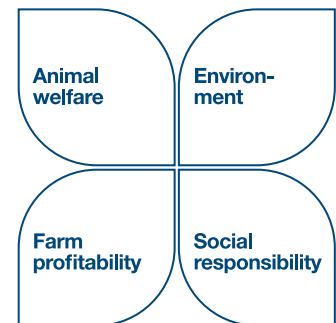 Animal
welfare
Environ-
ment
Farm
profitability
Social
responsibility